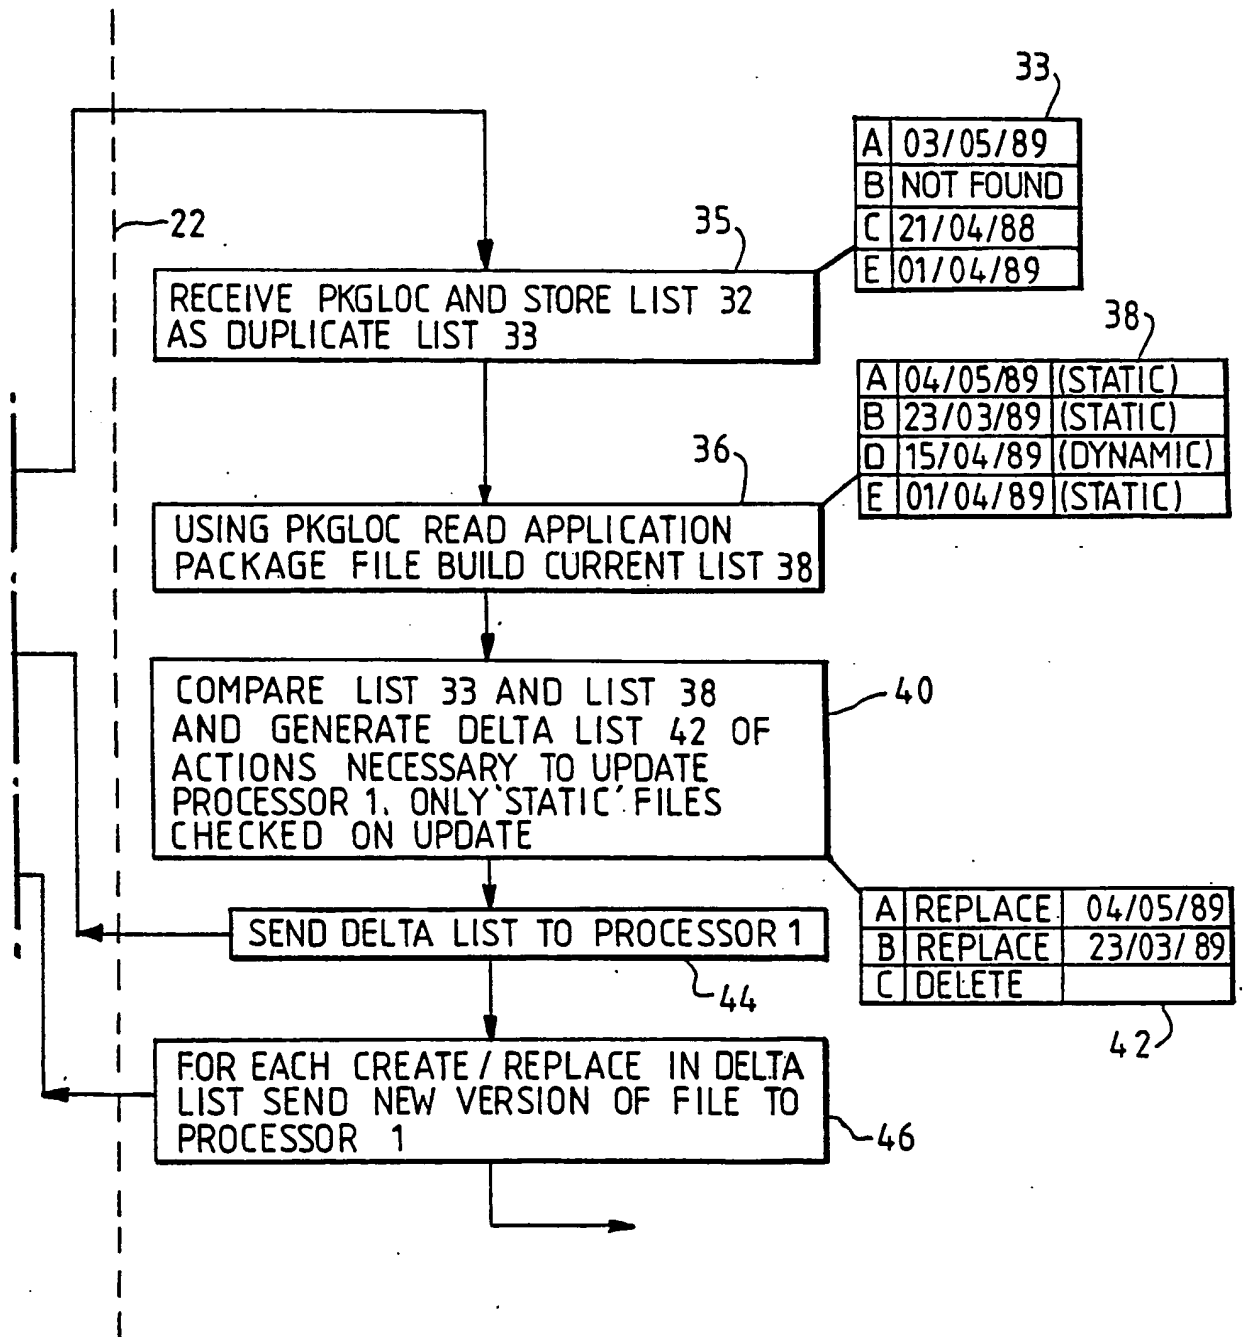 33
A 03/05/89
B NOT FOUND
C 21/04/88
E 01/04/89
22
35
RECEIVE PKGLOC AND STORE LIST 32
AS DUPLICATE LIST 33
38
A 04/05/89 (STATIC)
B 23/03/89 (STATIC)
D 15/04/89 (DYNAMIC)
E 01/04/89 (STATIC)
36
USING PKGLOC READ APPLICATION
PACKAGE FILE BUILD CURRENT LIST 38
COMPARE LIST 33 AND LIST 38
AND GENERATE DELTA LIST 42 OF
ACTIONS NECESSARY TO UPDATE
PROCESSOR 1. ONLY 'STATIC' FILES
CHECKED ON UPDATE
40
A REPLACE 04/05/89
B REPLACE 23/03/89
C DELETE
42
SEND DELTA LIST TO PROCESSOR 1
44
FOR EACH CREATE / REPLACE IN DELTA
LIST SEND NEW VERSION OF FILE TO
PROCESSOR 1
46